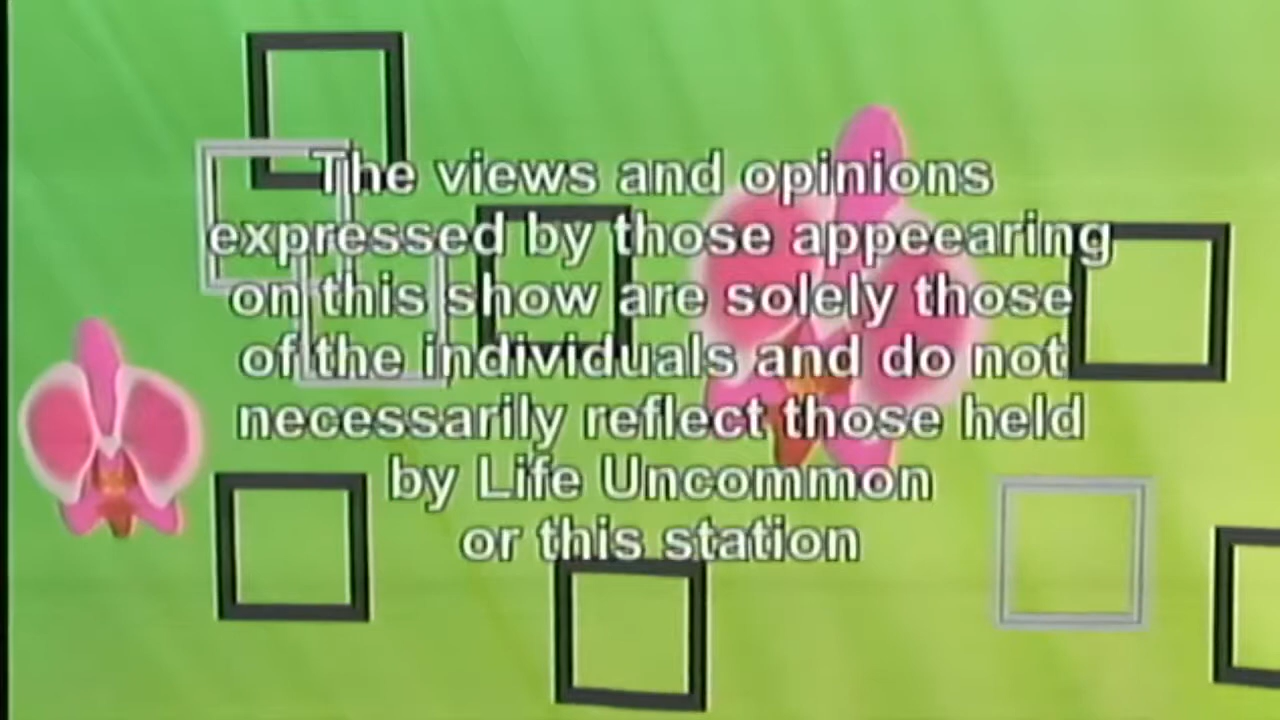 The views and opinions
expressed by those appeearing
on this show are solely those
of the individuals and do not
necessarily reflect those held
by Life Uncommon
or this station